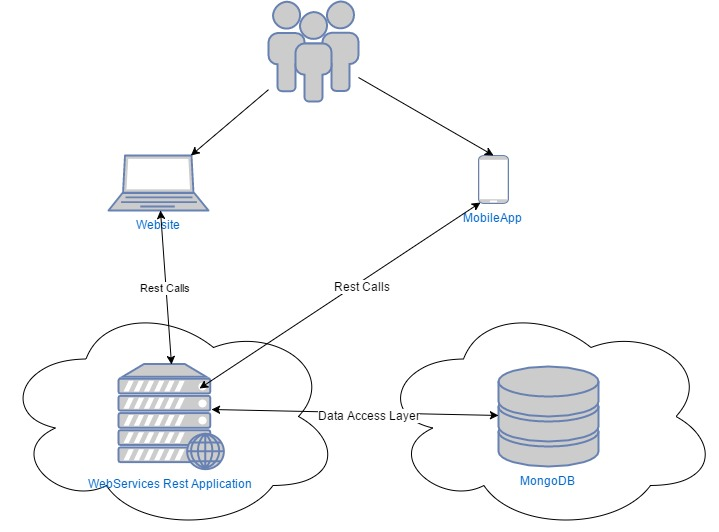 Website
MobileApp
Rest Calls
Rest Calls
Data Access Layer
WebServices Rest Application
MongoDB